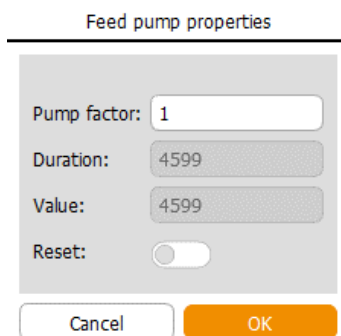 Feed pump properties
Pump factor: 1
Duration: 4599
Value: 4599
Reset:
Cancel OK